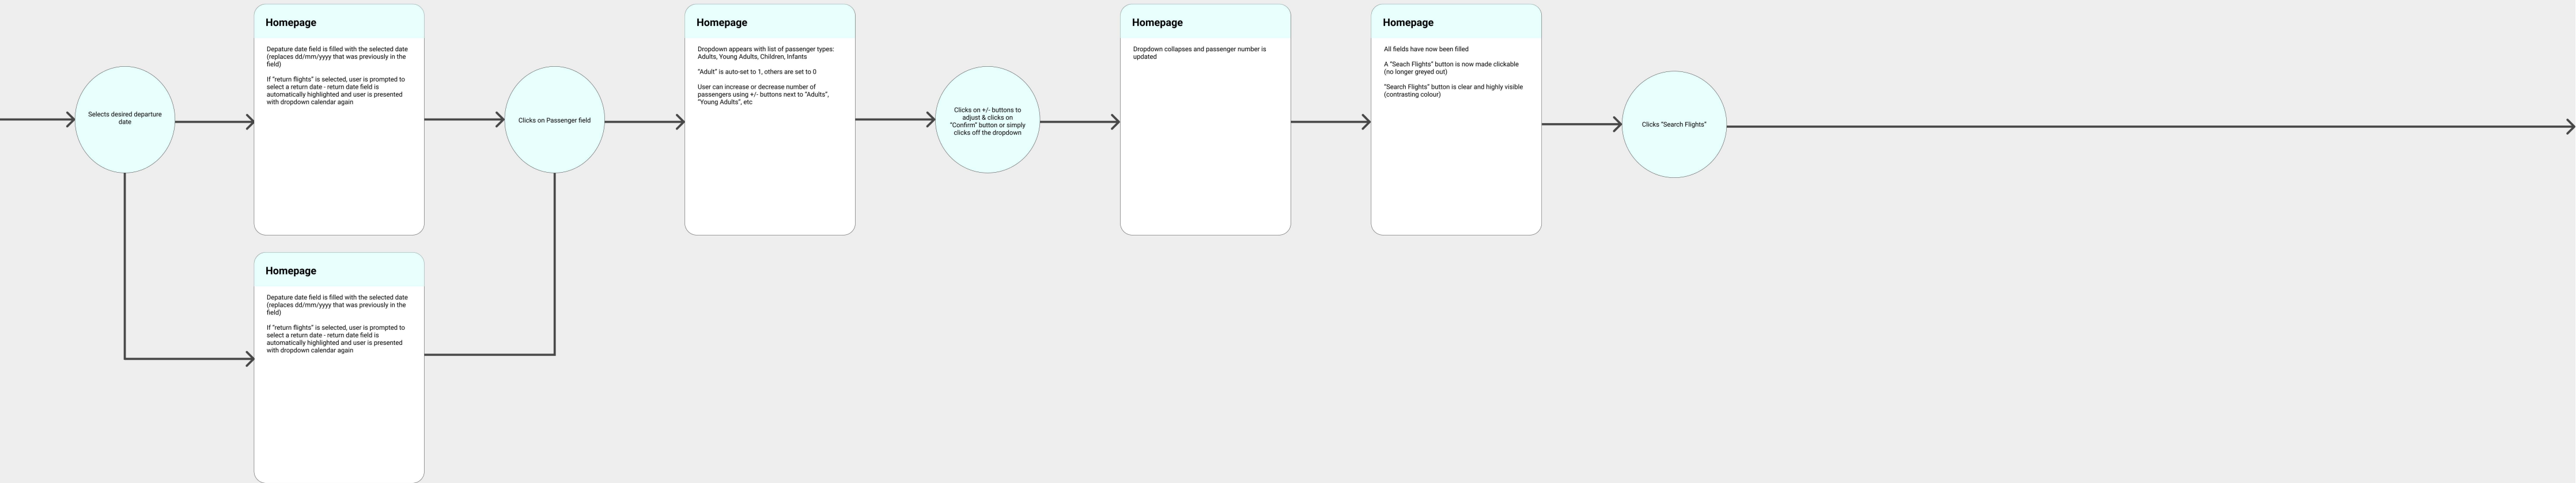 Selects desired departure
date
Homepage
Depature date field is filled with the selected date
(replaces dd/mm/yyyy that was previously in the
field)
If "return flights" is selected, user is prompted to
select a return date - return date field is
automatically highlighted and user is presented
with dropdown calendar again
Homepage
Depature date field is filled with the selected date
(replaces dd/mm/yyyy that was previously in the
field)
If "return flights" is selected, user is prompted to
select a return date - return date field is
automatically highlighted and user is presented
with dropdown calendar again
Clicks on Passenger field
Homepage
Dropdown appears with list of passenger types:
Adults, Young Adults, Children, Infants
"Adult" is auto-set to 1, others are set to 0
User can increase or decrease number of
passengers using +/- buttons next to "Adults",
"Young Adults", etc
Clicks on +/- buttons to
adjust & clicks on
"Confirm" button or simply
clicks off the dropdown
Homepage
Dropdown collapses and passenger number is
updated
Homepage
All fields have now been filled
A "Seach Flights" button is now made clickable
(no longer greyed out)
"Search Flights" button is clear and highly visible
(contrasting colour)
Clicks "Search Flights"